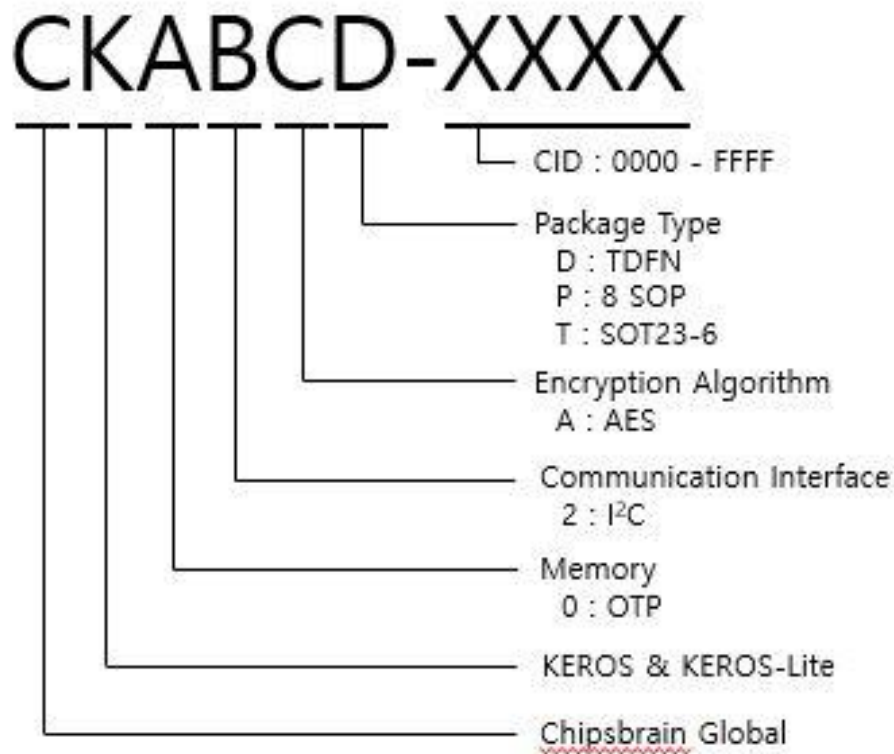 CKABCD-XXXX
CID : 0000 - FFFF
Package Type
D : TDFN
P : 8 SOP
T : SOT23-6
Encryption Algorithm
A : AES
Communication Interface
2 : I²C
Memory
0 : OTP
KEROS & KEROS-Lite
Chipsbrain Global